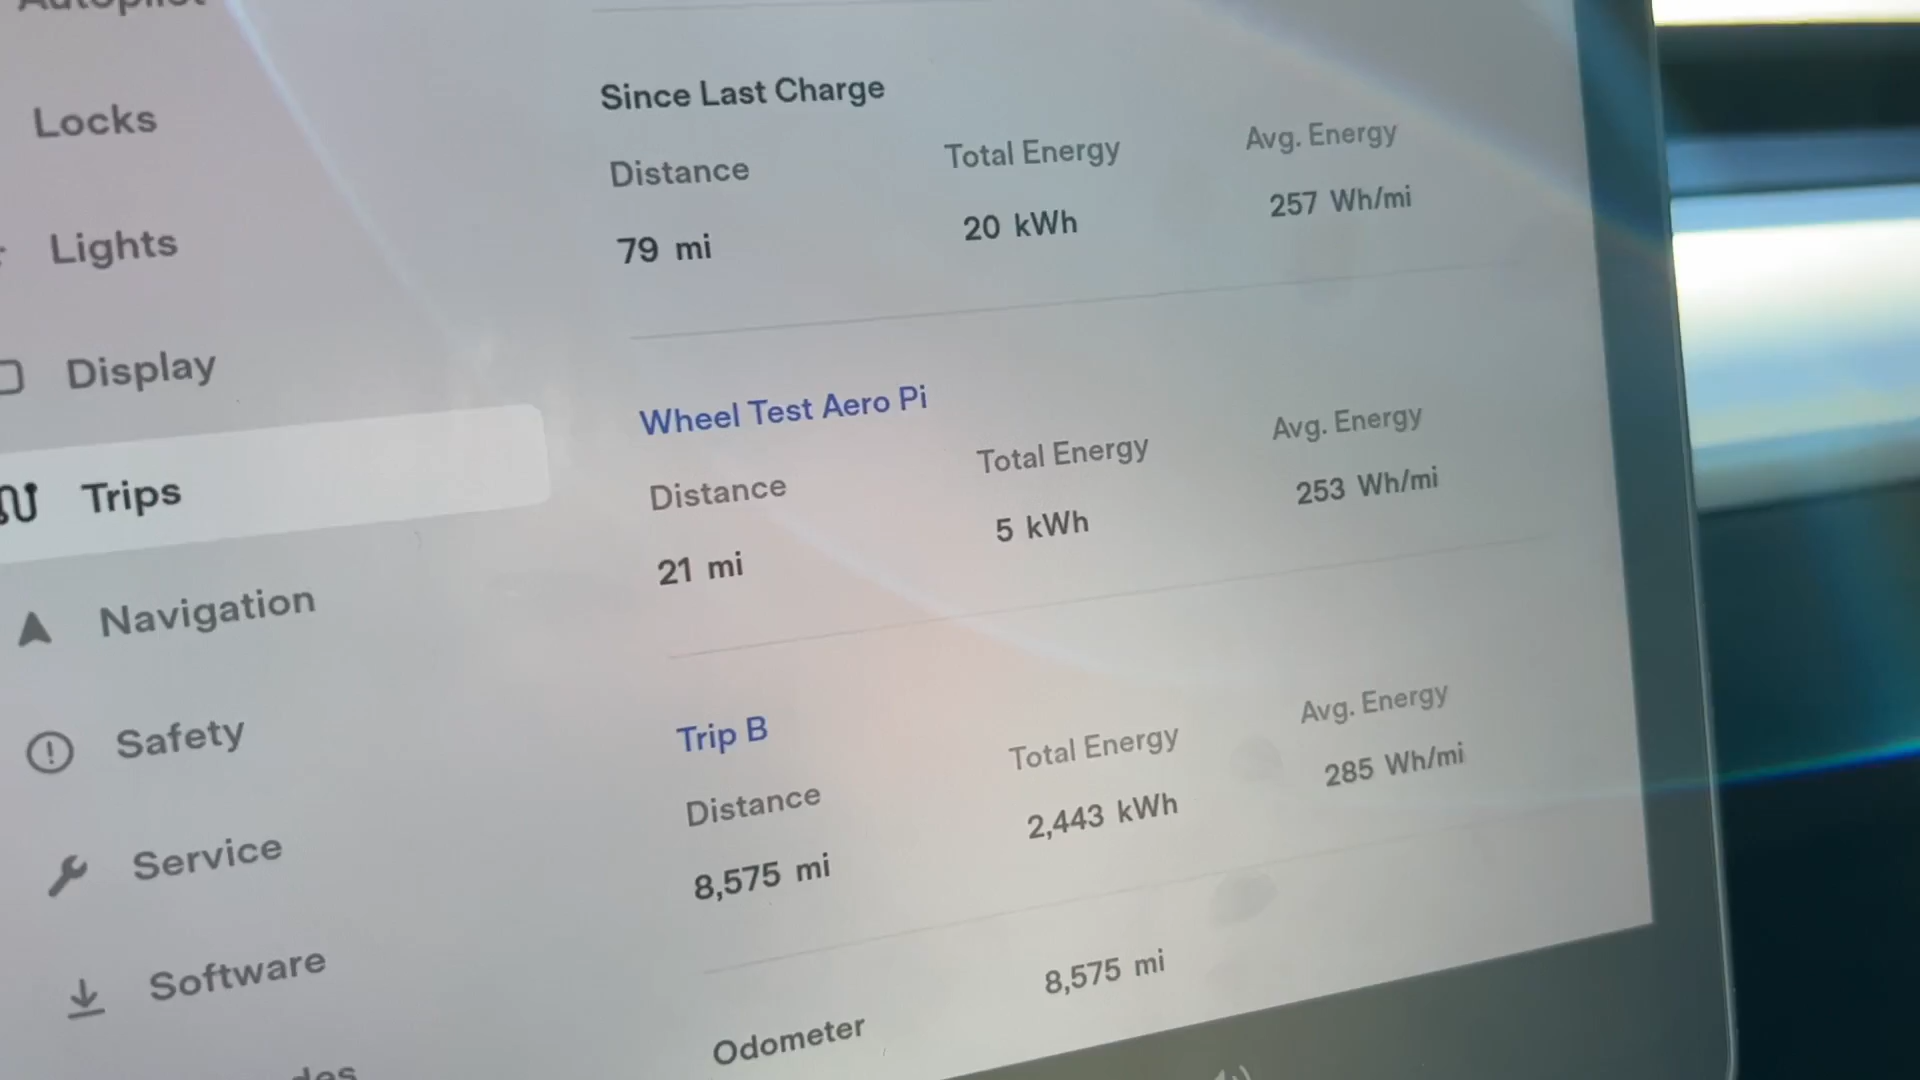 Autopilot
Locks
Lights
Display
Trips
Navigation
Safety
Service
Software
Since Last Charge
Distance Total Energy Avg. Energy
79 mi 20 kWh 257 Wh/mi
Wheel Test Aero Pi
Distance Total Energy Avg. Energy
21 mi 5 kWh 253 Wh/mi
Trip B
Distance Total Energy Avg. Energy
8,575 mi 2,443 kWh 285 Wh/mi
Odometer 8,575 mi